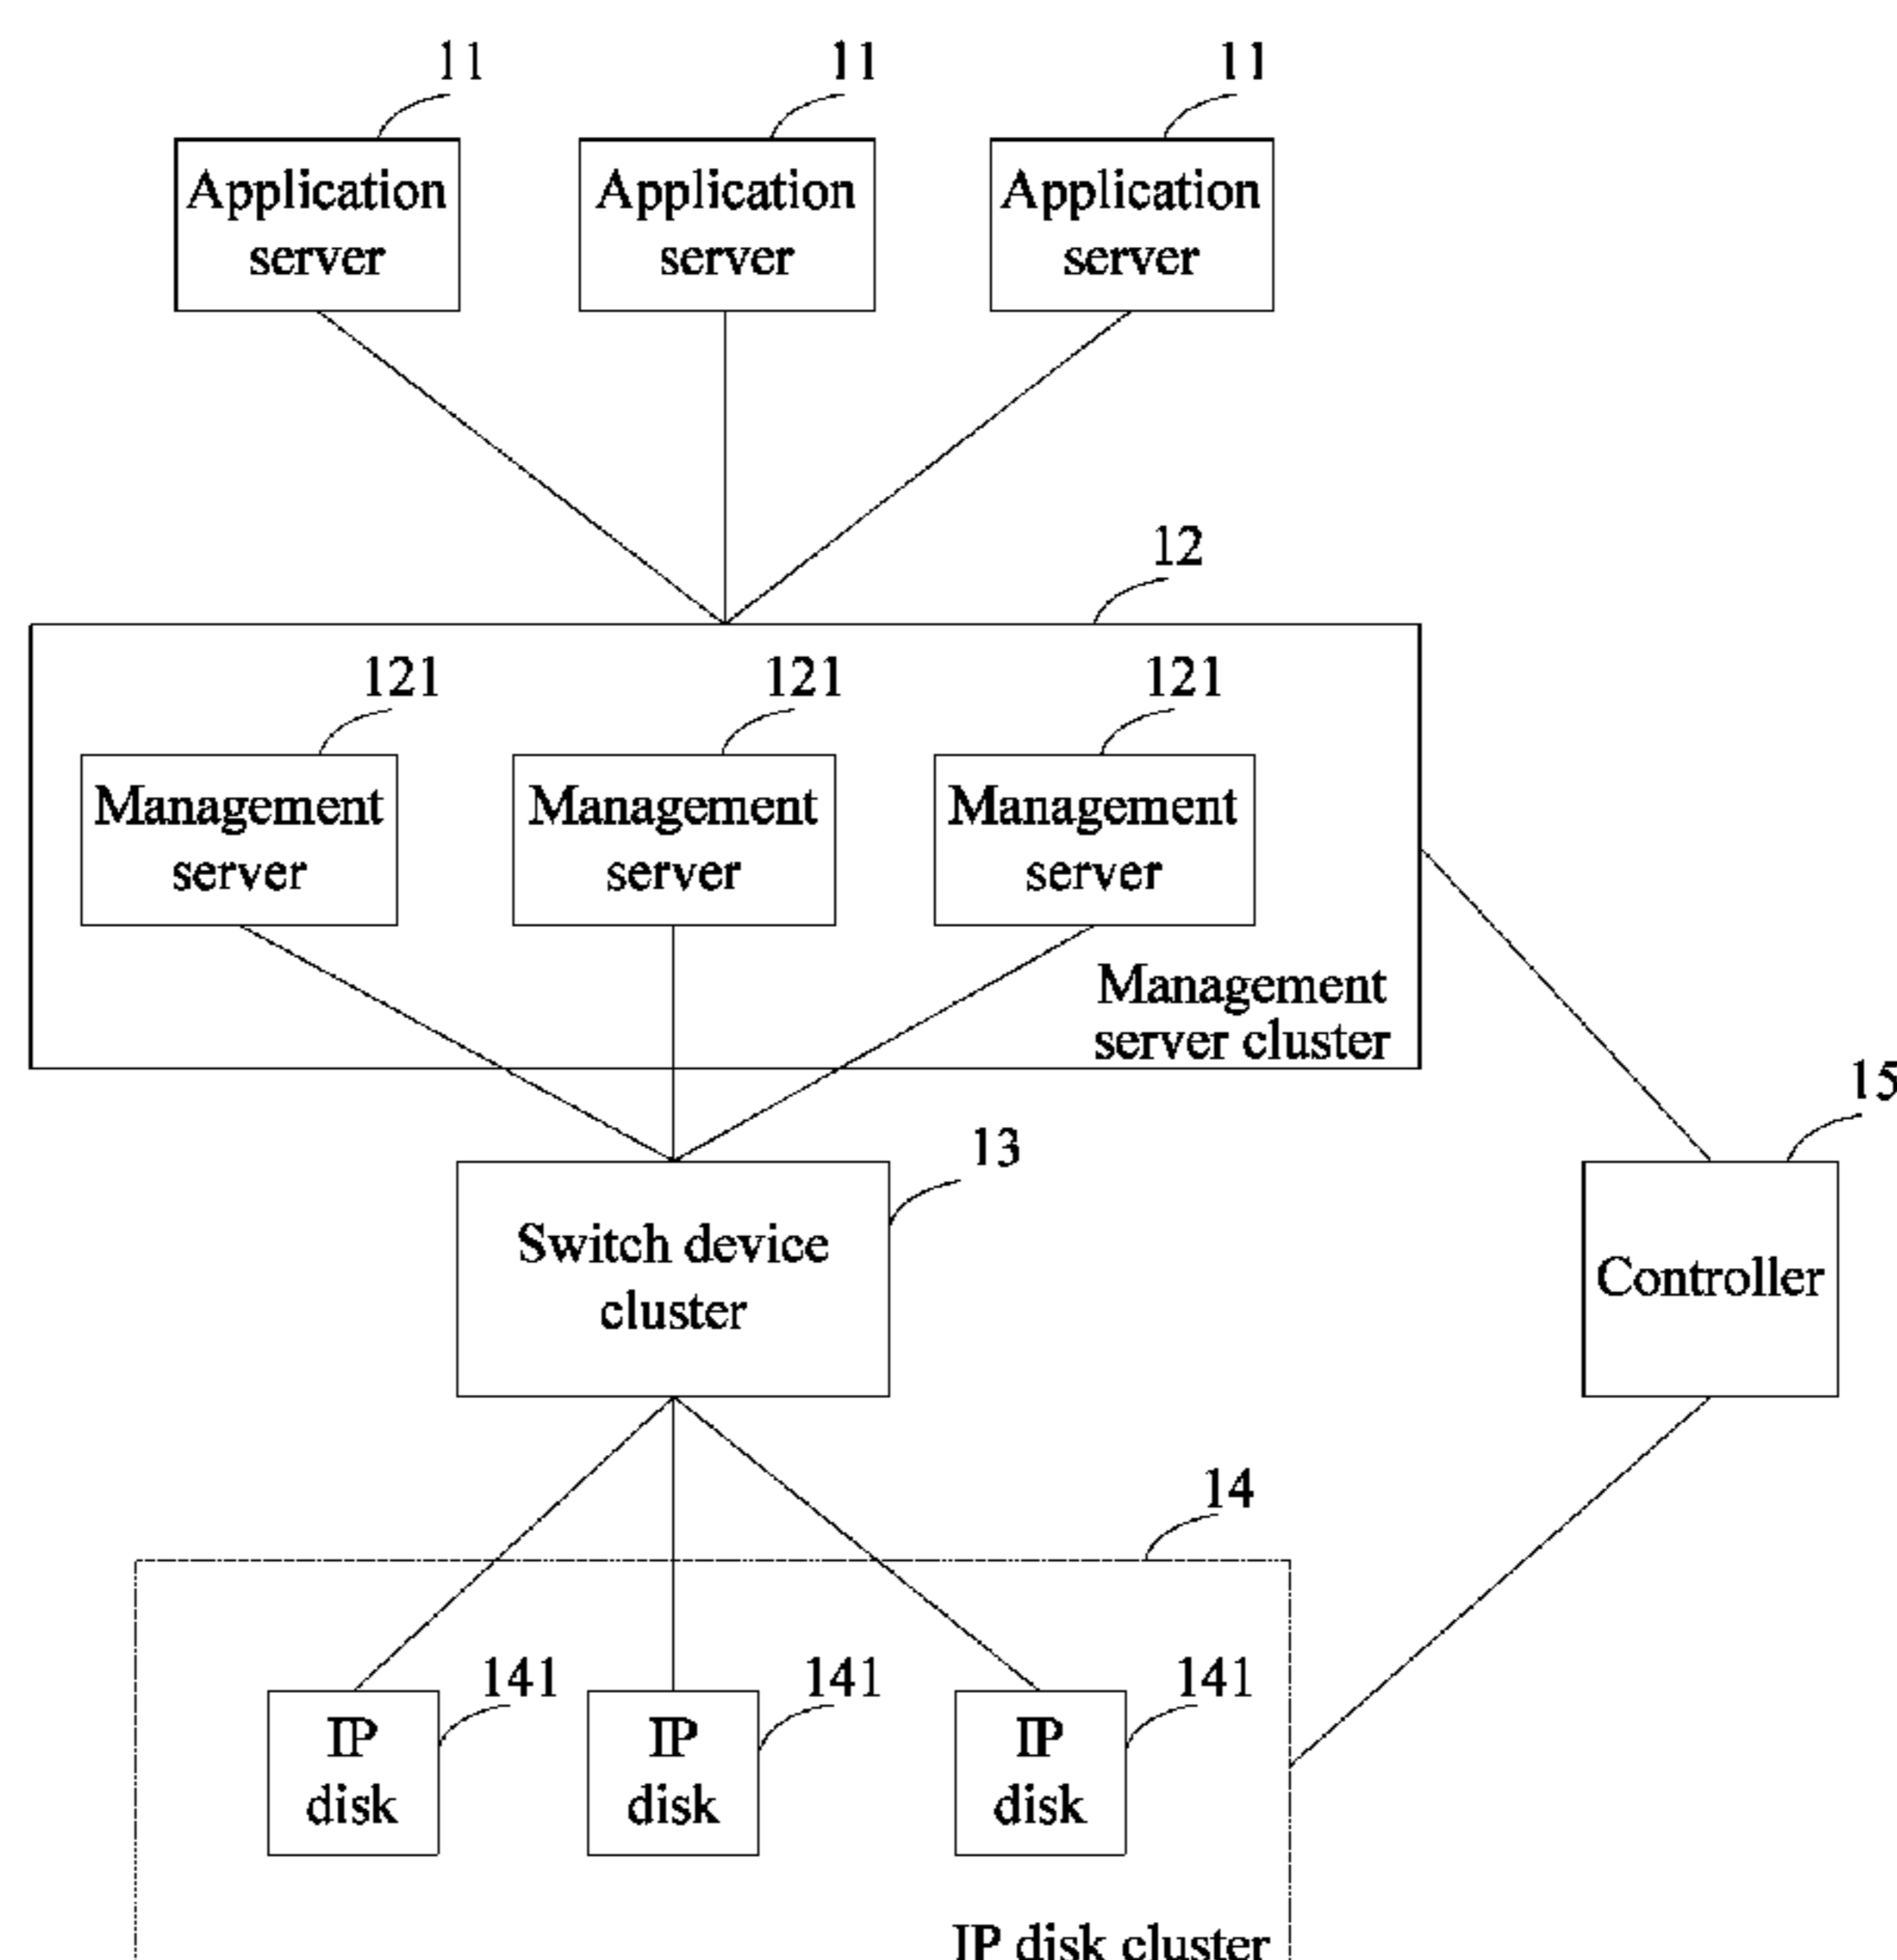 11
11
11
Application
server
Application
server
Application
server
12
121
121
121
Management
server
Management
server
Management
server
Management
server cluster
13
15
Switch device
cluster
Controller
14
141
141
141
IP
disk
IP
disk
IP
disk
IP disk cluster